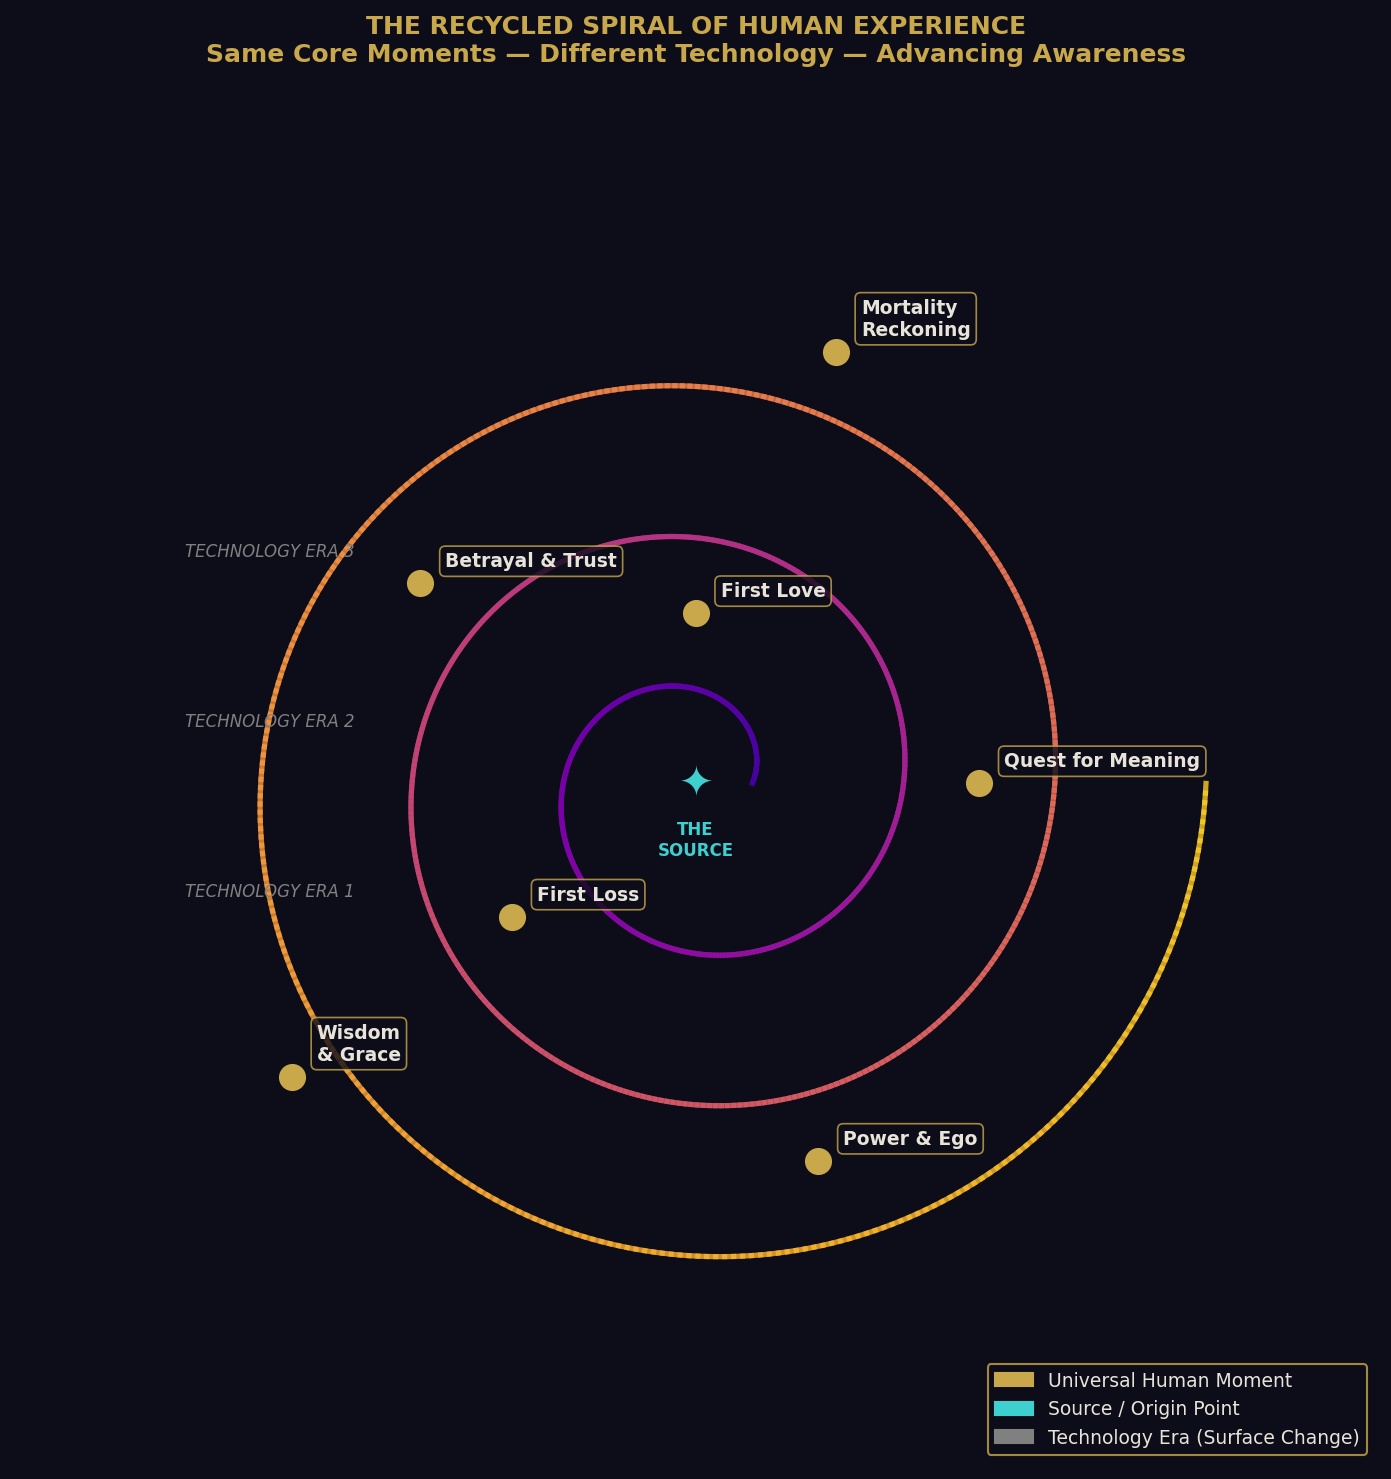 THE RECYCLED SPIRAL OF HUMAN EXPERIENCE
Same Core Moments — Different Technology — Advancing Awareness
Mortality
Reckoning
TECHNOLOGY ERA 3
Betrayal & Trust
First Love
TECHNOLOGY ERA 2
Quest for Meaning
THE
SOURCE
TECHNOLOGY ERA 1
First Loss
Wisdom
& Grace
Power & Ego
Universal Human Moment
Source / Origin Point
Technology Era (Surface Change)